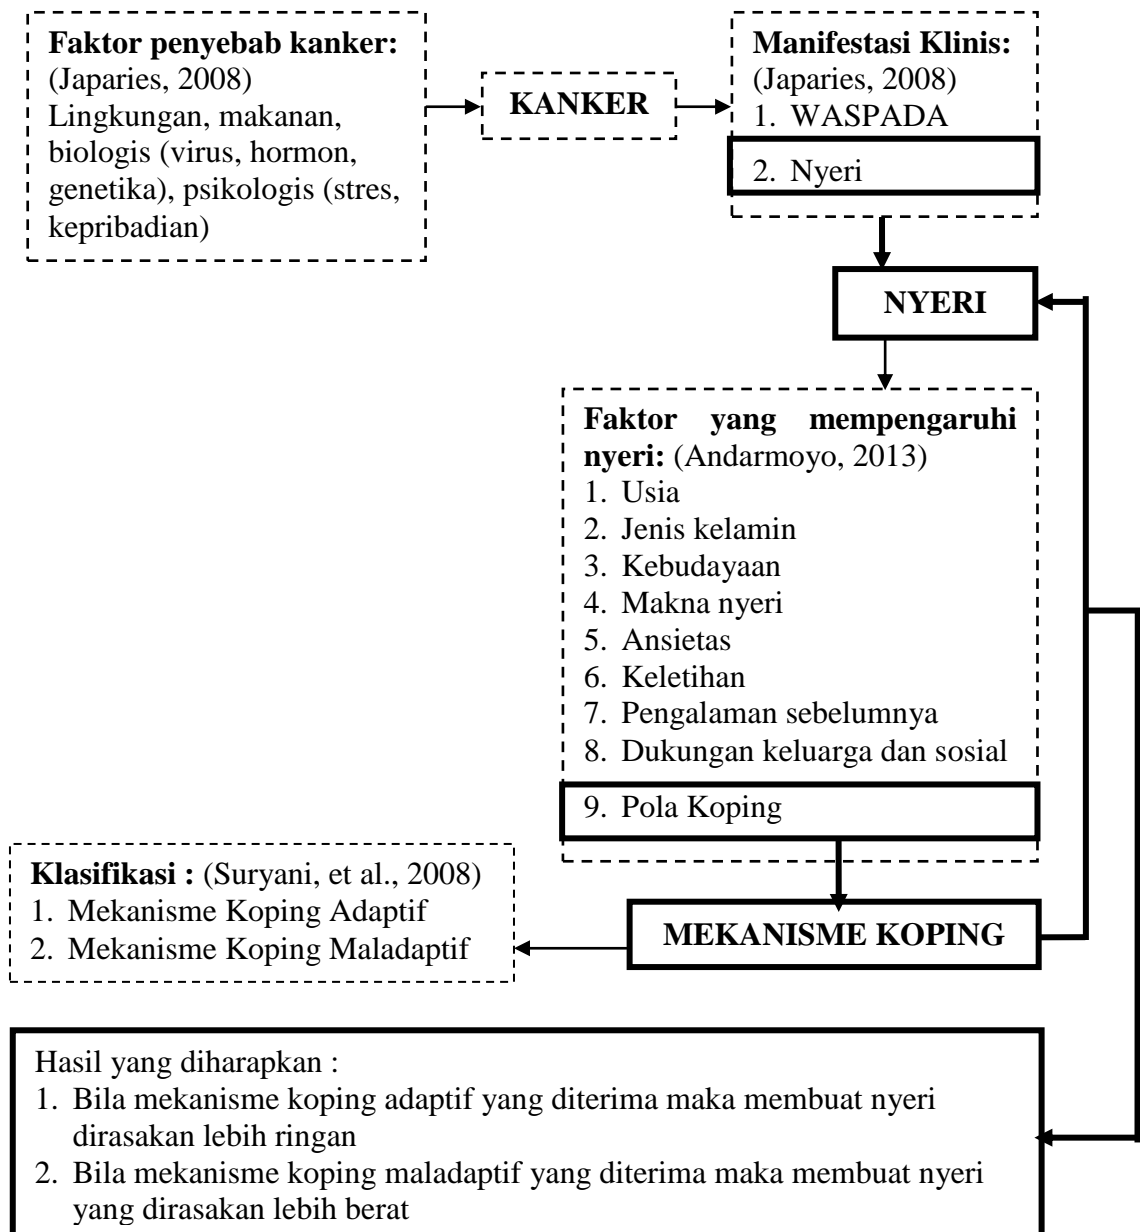 Faktor penyebab kanker:
(Japaries, 2008)
Lingkungan, makanan,
biologis (virus, hormon,
genetika), psikologis (stres,
kepribadian)
KANKER
Manifestasi Klinis:
(Japaries, 2008)
1. WASPADA
2. Nyeri
NYERI
Faktor yang mempengaruhi
nyeri: (Andarmoyo, 2013)
1. Usia
2. Jenis kelamin
3. Kebudayaan
4. Makna nyeri
5. Ansietas
6. Keletihan
7. Pengalaman sebelumnya
8. Dukungan keluarga dan sosial
9. Pola Koping
Klasifikasi : (Suryani, et al., 2008)
1. Mekanisme Koping Adaptif
2. Mekanisme Koping Maladaptif
MEKANISME KOPING
Hasil yang diharapkan :
1. Bila mekanisme koping adaptif yang diterima maka membuat nyeri
dirasakan lebih ringan
2. Bila mekanisme koping maladaptif yang diterima maka membuat nyeri
yang dirasakan lebih berat